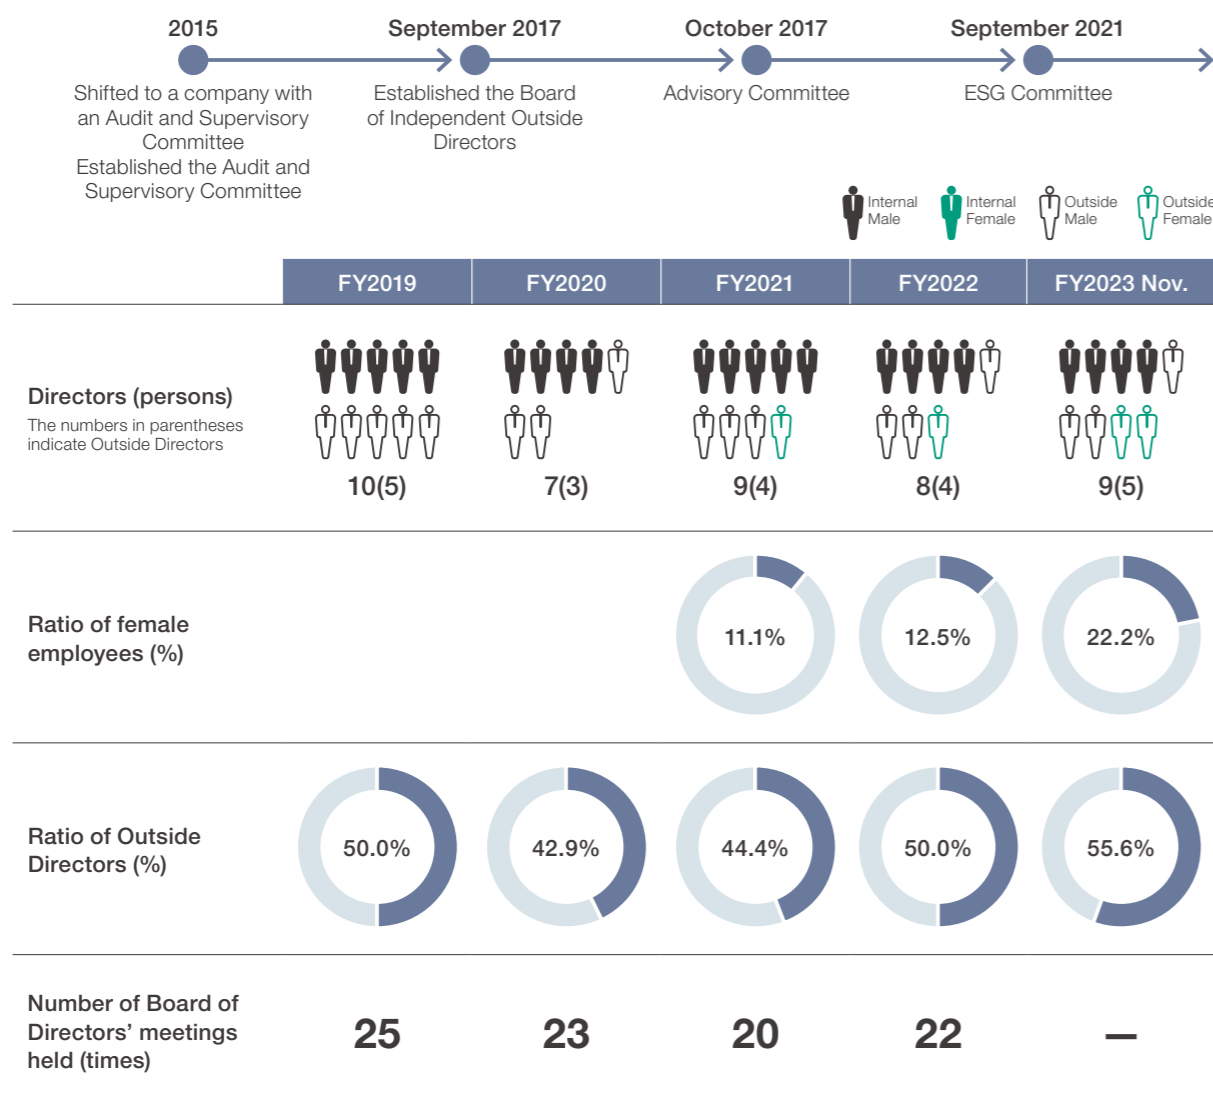 2015
September 2017
October 2017
September 2021
Shifted to a company with
an Audit and Supervisory
Committee
Established the Audit and
Supervisory Committee
Established the Board
of Independent Outside
Directors
Advisory Committee
ESG Committee
Internal
Male
Internal
Female
Outside
Male
Outside
Female
FY2019
FY2020
FY2021
FY2022
FY2023 Nov.
Directors (persons)
The numbers in parentheses
indicate Outside Directors
10(5)
7(3)
9(4)
8(4)
9(5)
Ratio of female
employees (%)
11.1%
12.5%
22.2%
Ratio of Outside
Directors (%)
50.0%
42.9%
44.4%
50.0%
55.6%
Number of Board of
Directors’ meetings
held (times)
25
23
20
22
—